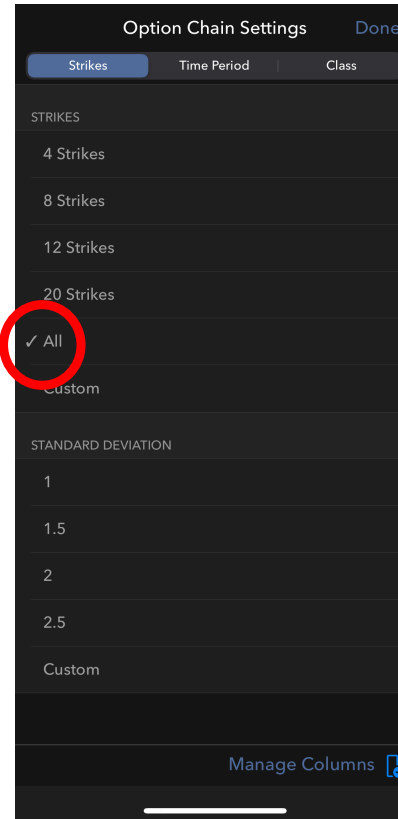 Option Chain Settings Done
Strikes Time Period Class
STRIKES
4 Strikes
8 Strikes
12 Strikes
20 Strikes
✓ All
Custom
STANDARD DEVIATION
1
1.5
2
2.5
Custom
Manage Columns